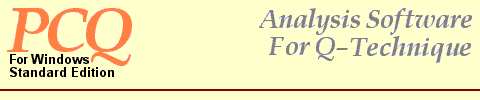 PCQ
For Windows
Standard Edition
Analysis Software
For Q-Technique